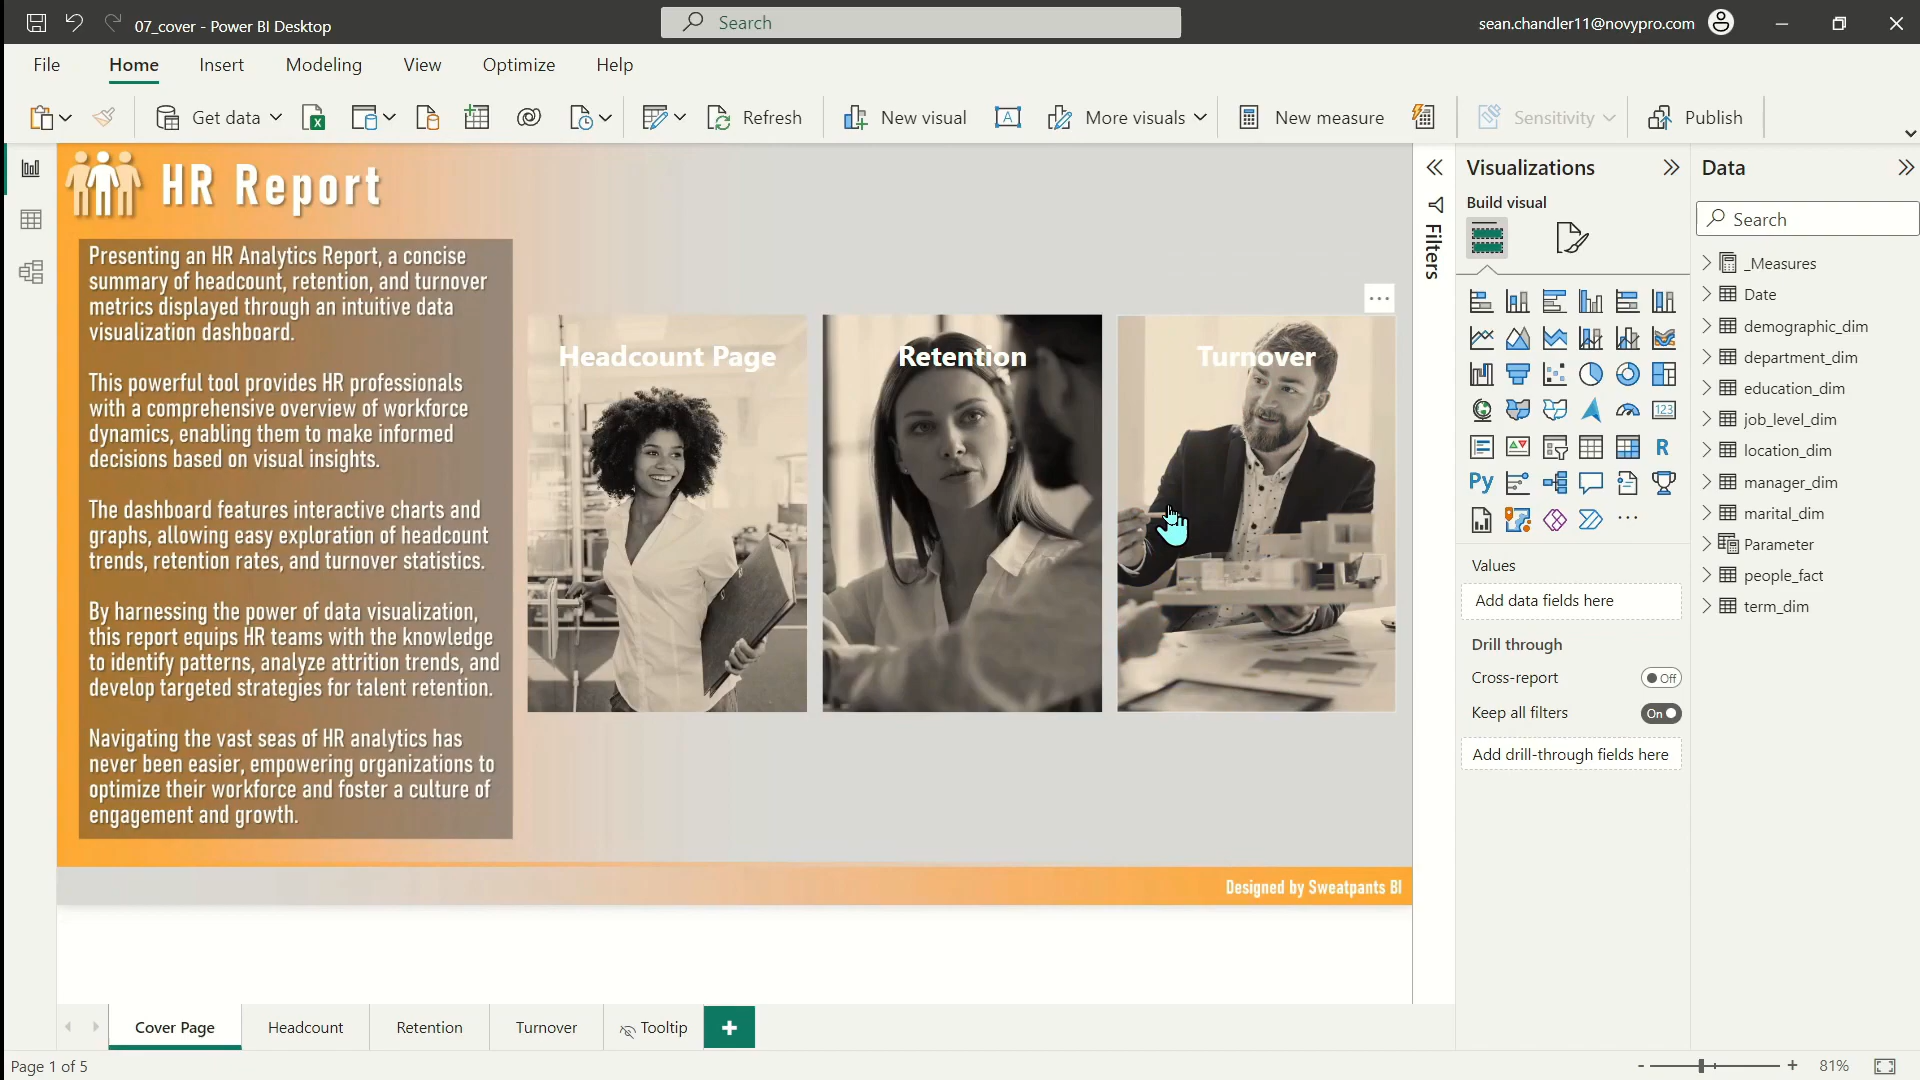 07_cover - Power BI Desktop
Search
sean.chandler11@novypro.com
File
Home
Insert
Modeling
View
Optimize
Help
Get data
Refresh
New visual
More visuals
New measure
Sensitivity
Publish
HR Report
Presenting an HR Analytics Report, a concise
summary of headcount, retention, and turnover
metrics displayed through an intuitive data
visualization dashboard.
This powerful tool provides HR professionals
with a comprehensive overview of workforce
dynamics, enabling them to make informed
decisions based on visual insights.
The dashboard features interactive charts and
graphs, allowing easy exploration of headcount
trends, retention rates, and turnover statistics.
By harnessing the power of data visualization,
this report equips HR teams with the knowledge
to identify patterns, analyze attrition trends, and
develop targeted strategies for talent retention.
Navigating the vast seas of HR analytics has
never been easier, empowering organizations to
optimize their workforce and foster a culture of
engagement and growth.
Headcount Page
Retention
Turnover
Designed by Sweatpants BI
Filters
Visualizations
Build visual
123
R
Py
Values
Add data fields here
Drill through
Cross-report
Off
Keep all filters
On
Add drill-through fields here
Data
Search
_Measures
Date
demographic_dim
department_dim
education_dim
job_level_dim
location_dim
manager_dim
marital_dim
Parameter
people_fact
term_dim
Cover Page
Headcount
Retention
Turnover
Tooltip
Page 1 of 5
81%